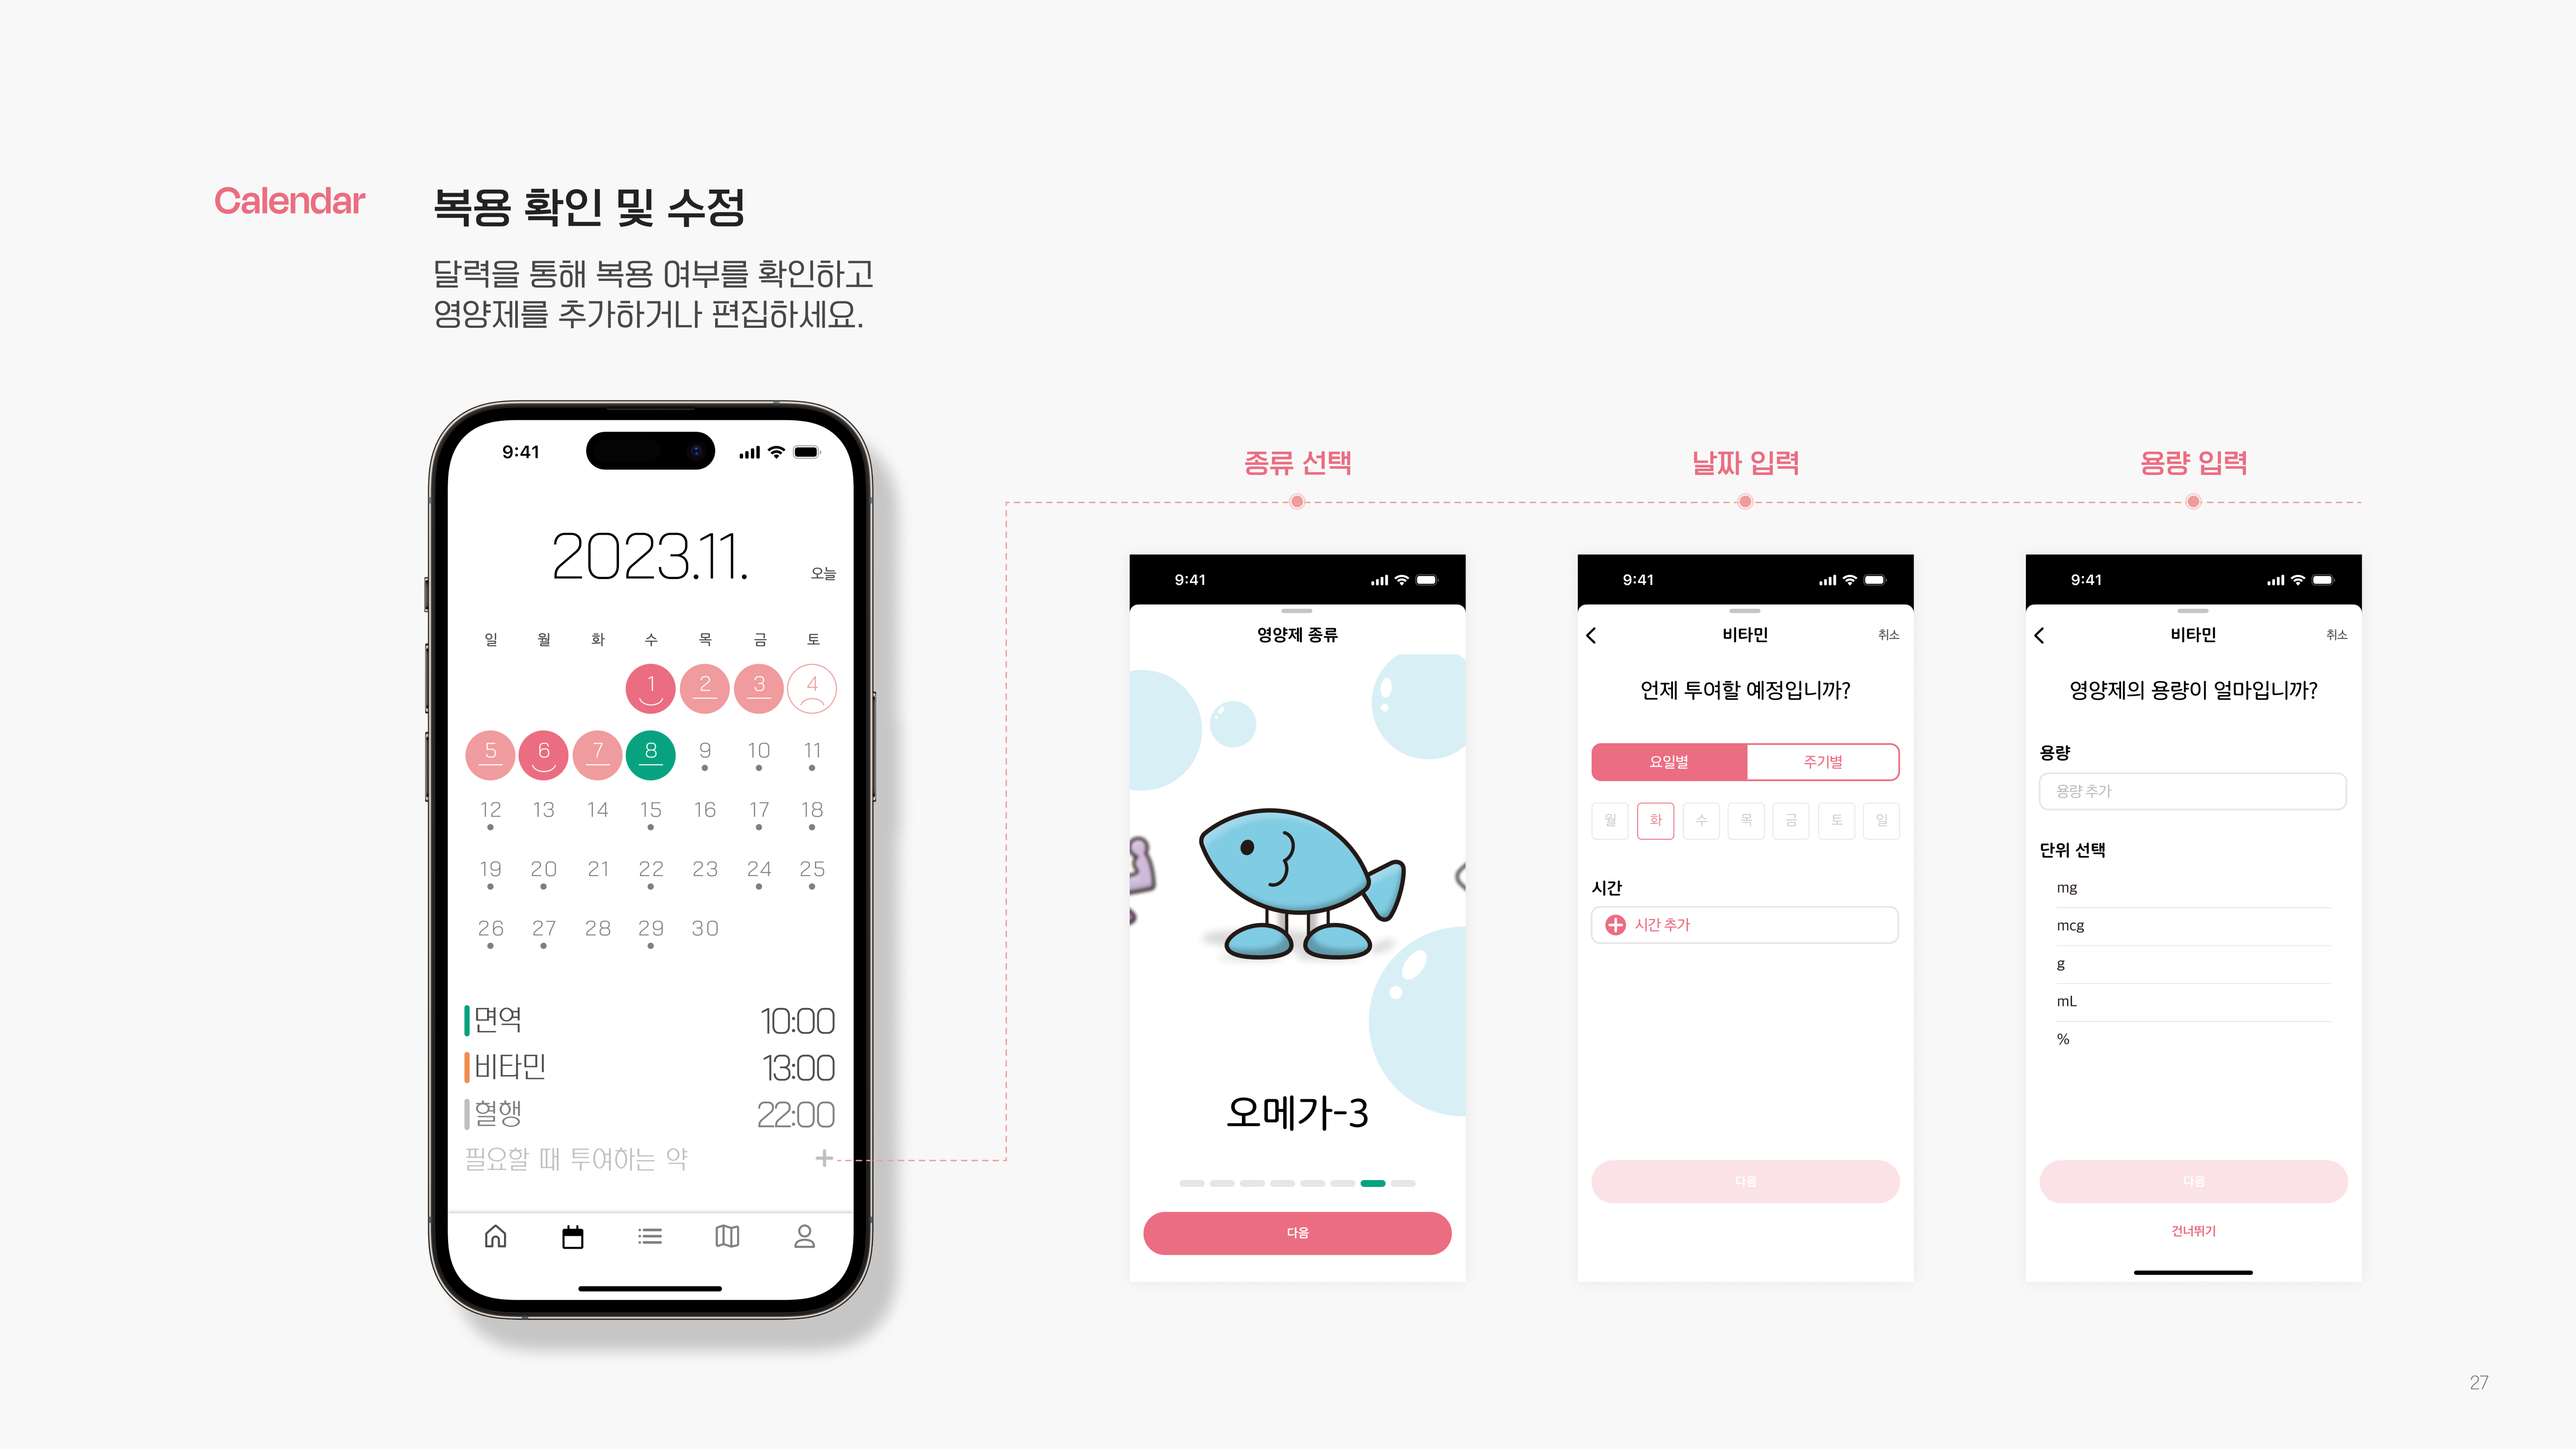 Calendar
복용 확인 및 수정
달력을 통해 복용 여부를 확인하고
영양제를 추가하거나 편집하세요.
9:41
2023.11.
오늘
일 월 화 수 목 금 토
1 2 3 4
5 6 7 8 9 10 11
12 13 14 15 16 17 18
19 20 21 22 23 24 25
26 27 28 29 30
면역 10:00
비타민 13:00
혈행 22:00
필요할 때 투여하는 약 +
종류 선택
9:41
영양제 종류
오메가-3
다음
날짜 입력
9:41
비타민 취소
언제 투여할 예정입니까?
요일별 주기별
월 화 수 목 금 토 일
시간
시간 추가
다음
용량 입력
9:41
비타민 취소
영양제의 용량이 얼마입니까?
용량
용량 추가
단위 선택
mg
mcg
g
mL
%
다음
건너뛰기
27